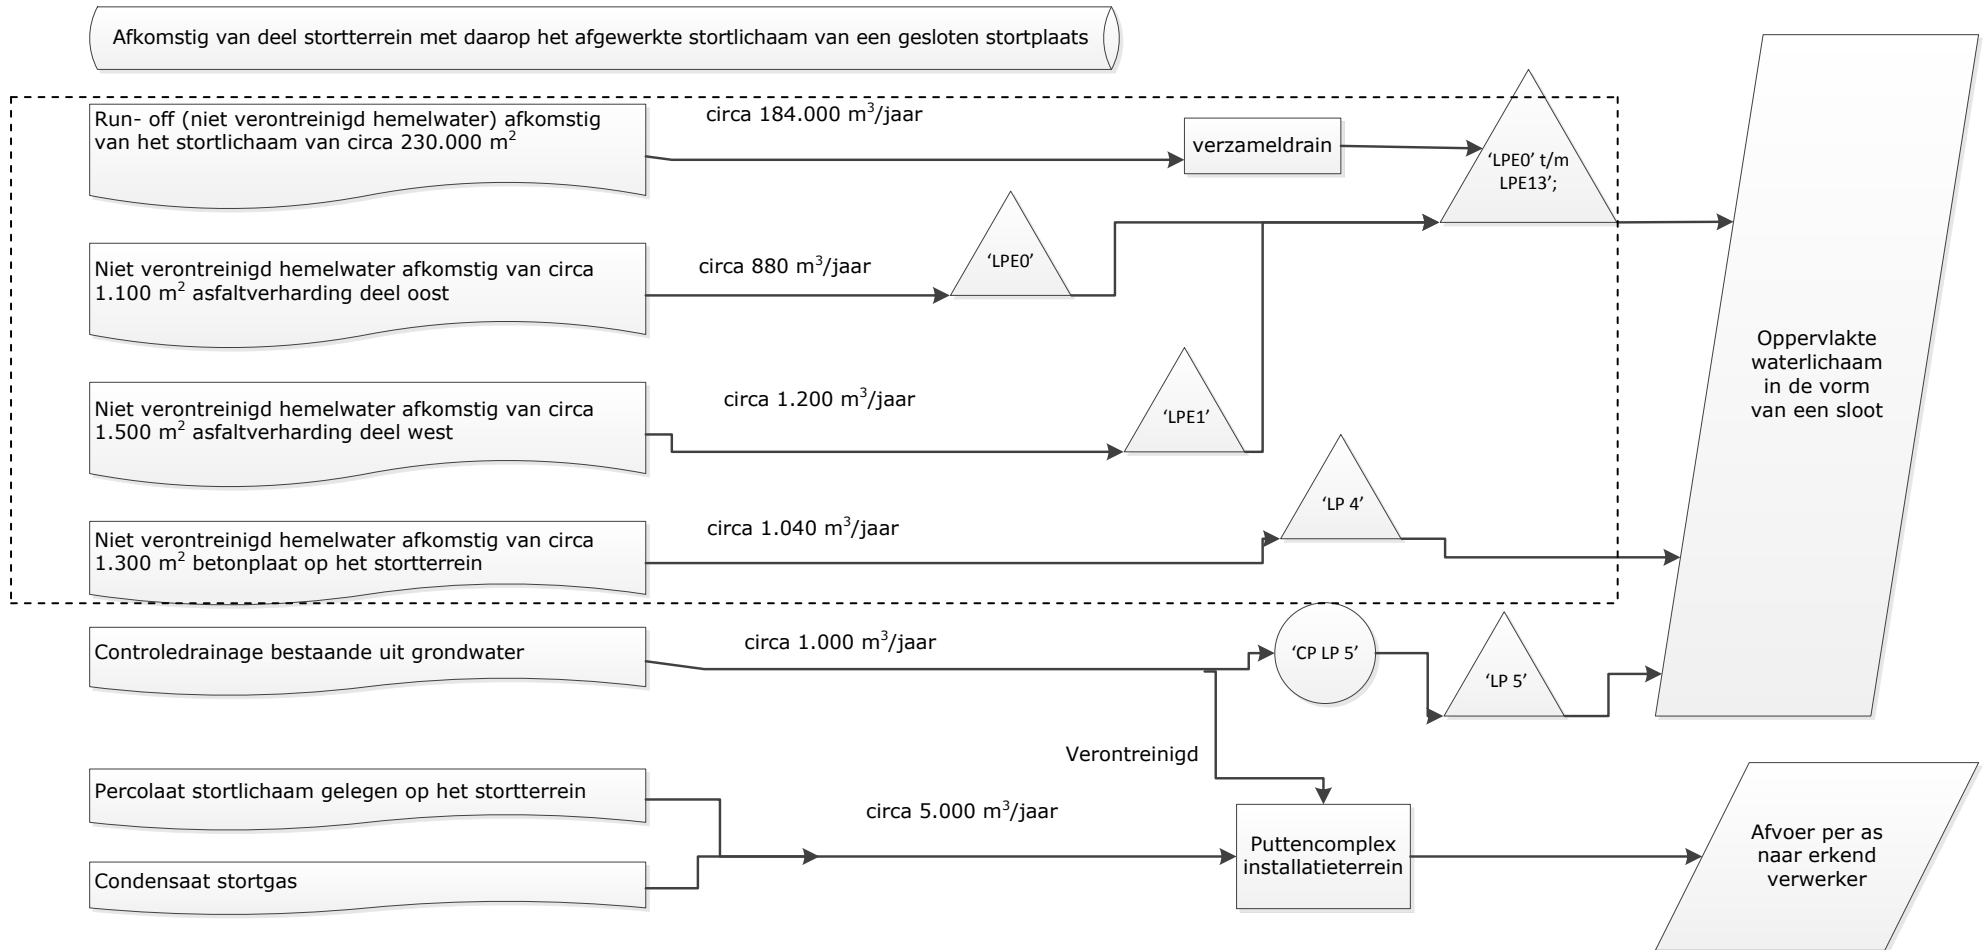 Afkomstig van deel stortterrein met daarop het afgewerkte stortlichaam van een gesloten stortplaats
Run- off (niet verontreinigd hemelwater) afkomstig
van het stortlichaam van circa 230.000 m²
circa 184.000 m³/jaar
verzameldrain
‘LPE0’ t/m
LPE13’;
Niet verontreinigd hemelwater afkomstig van circa
1.100 m² asfaltverharding deel oost
circa 880 m³/jaar
‘LPE0’
Niet verontreinigd hemelwater afkomstig van circa
1.500 m² asfaltverharding deel west
circa 1.200 m³/jaar
‘LPE1’
Oppervlakte
waterlichaam
in de vorm
van een sloot
Niet verontreinigd hemelwater afkomstig van circa
1.300 m² betonplaat op het stortterrein
circa 1.040 m³/jaar
‘LP 4’
Controledrainage bestaande uit grondwater
circa 1.000 m³/jaar
‘CP LP 5’
‘LP 5’
Verontreinigd
Percolaat stortlichaam gelegen op het stortterrein
circa 5.000 m³/jaar
Puttencomplex
installatieterrein
Afvoer per as
naar erkend
verwerker
Condensaat stortgas